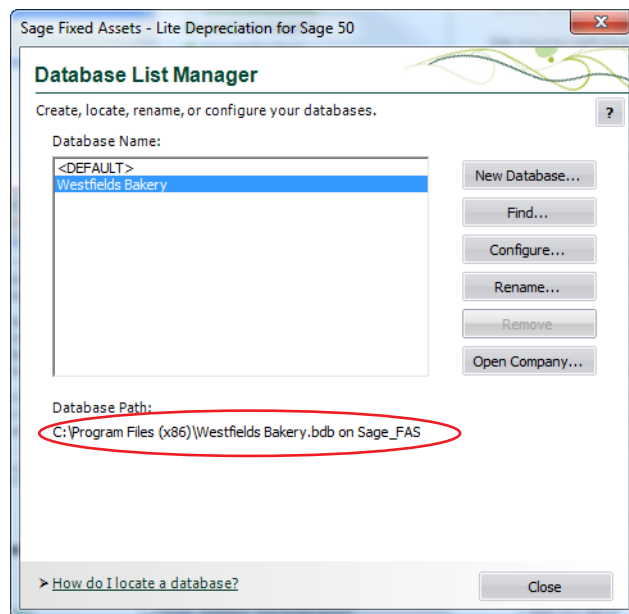 Sage Fixed Assets - Lite Depreciation for Sage 50
X
Database List Manager
Create, locate, rename, or configure your databases.
?
Database Name:
<DEFAULT>
Westfields Bakery
New Database...
Find...
Configure...
Rename...
Remove
Open Company...
Database Path:
C:\Program Files (x86)\Westfields Bakery.bdb on Sage_FAS
> How do I locate a database?
Close